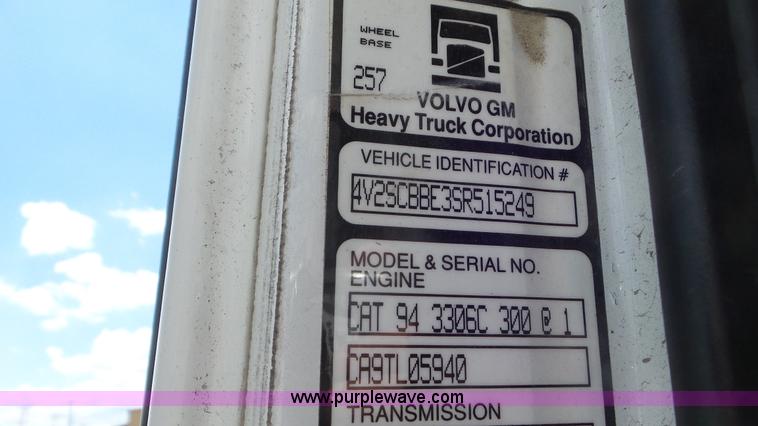 WHEEL
BASE
257
VOLVO GM
Heavy Truck Corporation
VEHICLE IDENTIFICATION #
4V2SCBBE3SR515249
MODEL & SERIAL NO.
ENGINE
CAT 94 3306C 300 @ 1
CA9TL05940
www.purplewave.com
TRANSMISSION